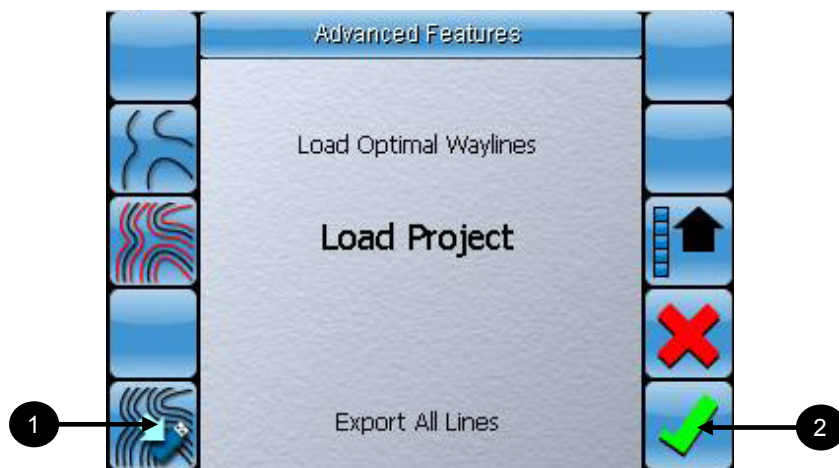 Advanced Features
Load Optimal Waylines
Load Project
1
Export All Lines
2